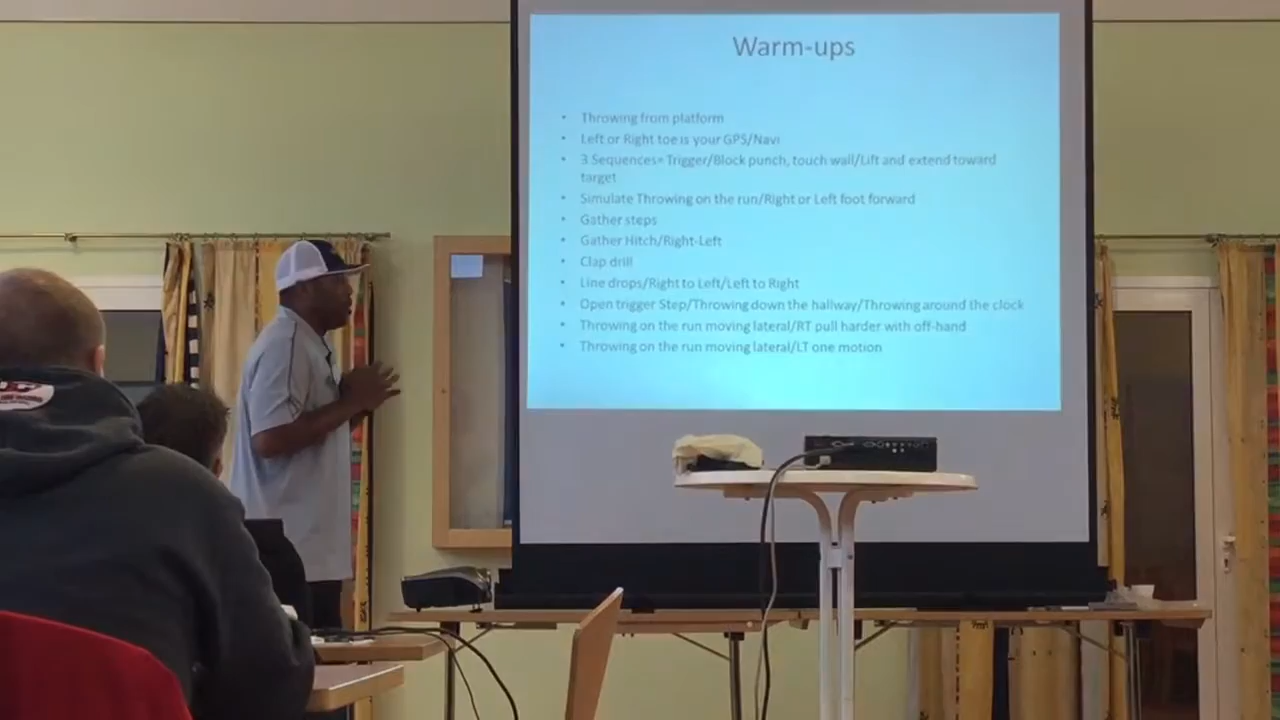 Warm-ups
• Throwing from platform
• Left or Right toe is your GPS/Navi
• 3 Sequences= Trigger/Block punch, touch wall/Lift and extend toward
target
• Simulate Throwing on the run/Right or Left foot forward
• Gather steps
• Gather Hitch/Right-Left
• Clap drill
• Line drops/Right to Left/Left to Right
• Open trigger Step/Throwing down the hallway/Throwing around the clock
• Throwing on the run moving lateral/RT pull harder with off-hand
• Throwing on the run moving lateral/LT one motion